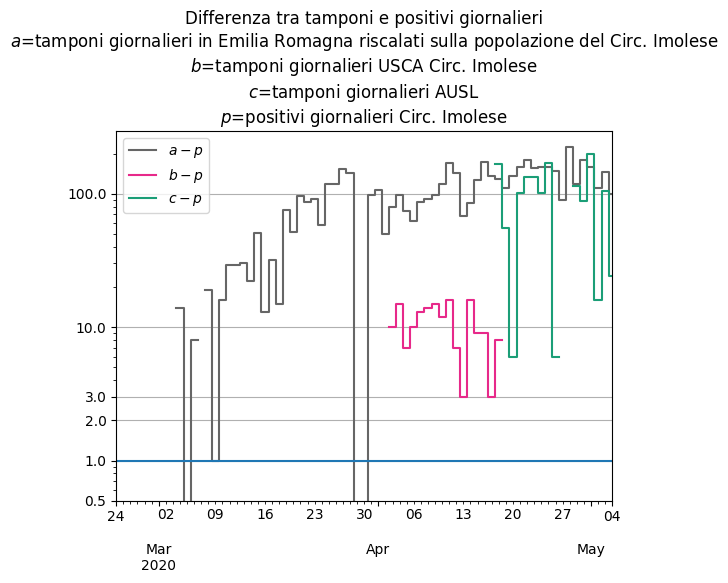 Differenza tra tamponi e positivi giornalieri
a=tamponi giornalieri in Emilia Romagna riscalati sulla popolazione del Circ. Imolese
b=tamponi giornalieri USCA Circ. Imolese
c=tamponi giornalieri AUSL
p=positivi giornalieri Circ. Imolese
a − p
b − p
c − p
100.0
10.0
3.0
2.0
1.0
0.5
24 02 09 16 23 30 06 13 20 27 04
Mar Apr May
2020